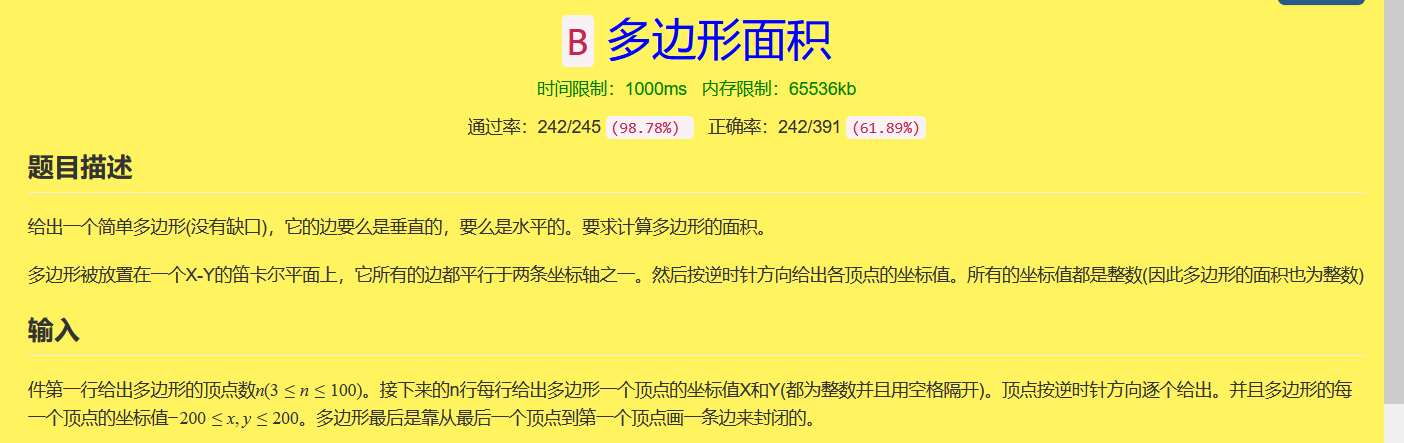 B 多边形面积
时间限制：1000ms 内存限制：65536kb
通过率：242/245 (98.78%) 正确率：242/391 (61.89%)
题目描述
给出一个简单多边形(没有缺口)，它的边要么是垂直的，要么是水平的。要求计算多边形的面积。
多边形被放置在一个X-Y的笛卡尔平面上，它所有的边都平行于两条坐标轴之一。然后按逆时针方向给出各顶点的坐标值。所有的坐标值都是整数(因此多边形的面积也为整数)
输入
件第一行给出多边形的顶点数n(3 ≤ n ≤ 100)。接下来的n行每行给出多边形一个顶点的坐标值X和Y(都为整数并且用空格隔开)。顶点按逆时针方向逐个给出。并且多边形的每
一个顶点的坐标值−200 ≤ x, y ≤ 200。多边形最后是靠从最后一个顶点到第一个顶点画一条边来封闭的。